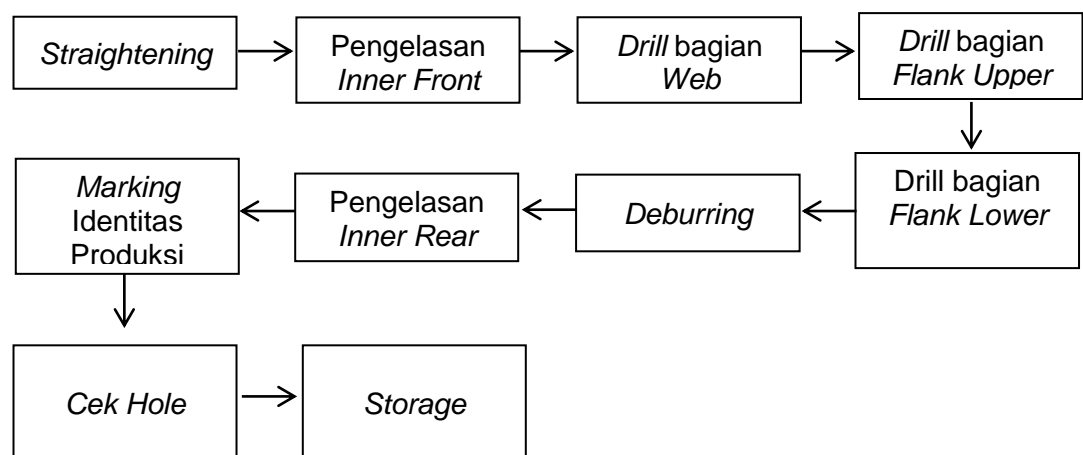 Straightening
Pengelasan
Inner Front
Drill bagian
Web
Drill bagian
Flank Upper
Drill bagian
Flank Lower
Deburring
Pengelasan
Inner Rear
Marking
Identitas
Produksi
Cek Hole
Storage